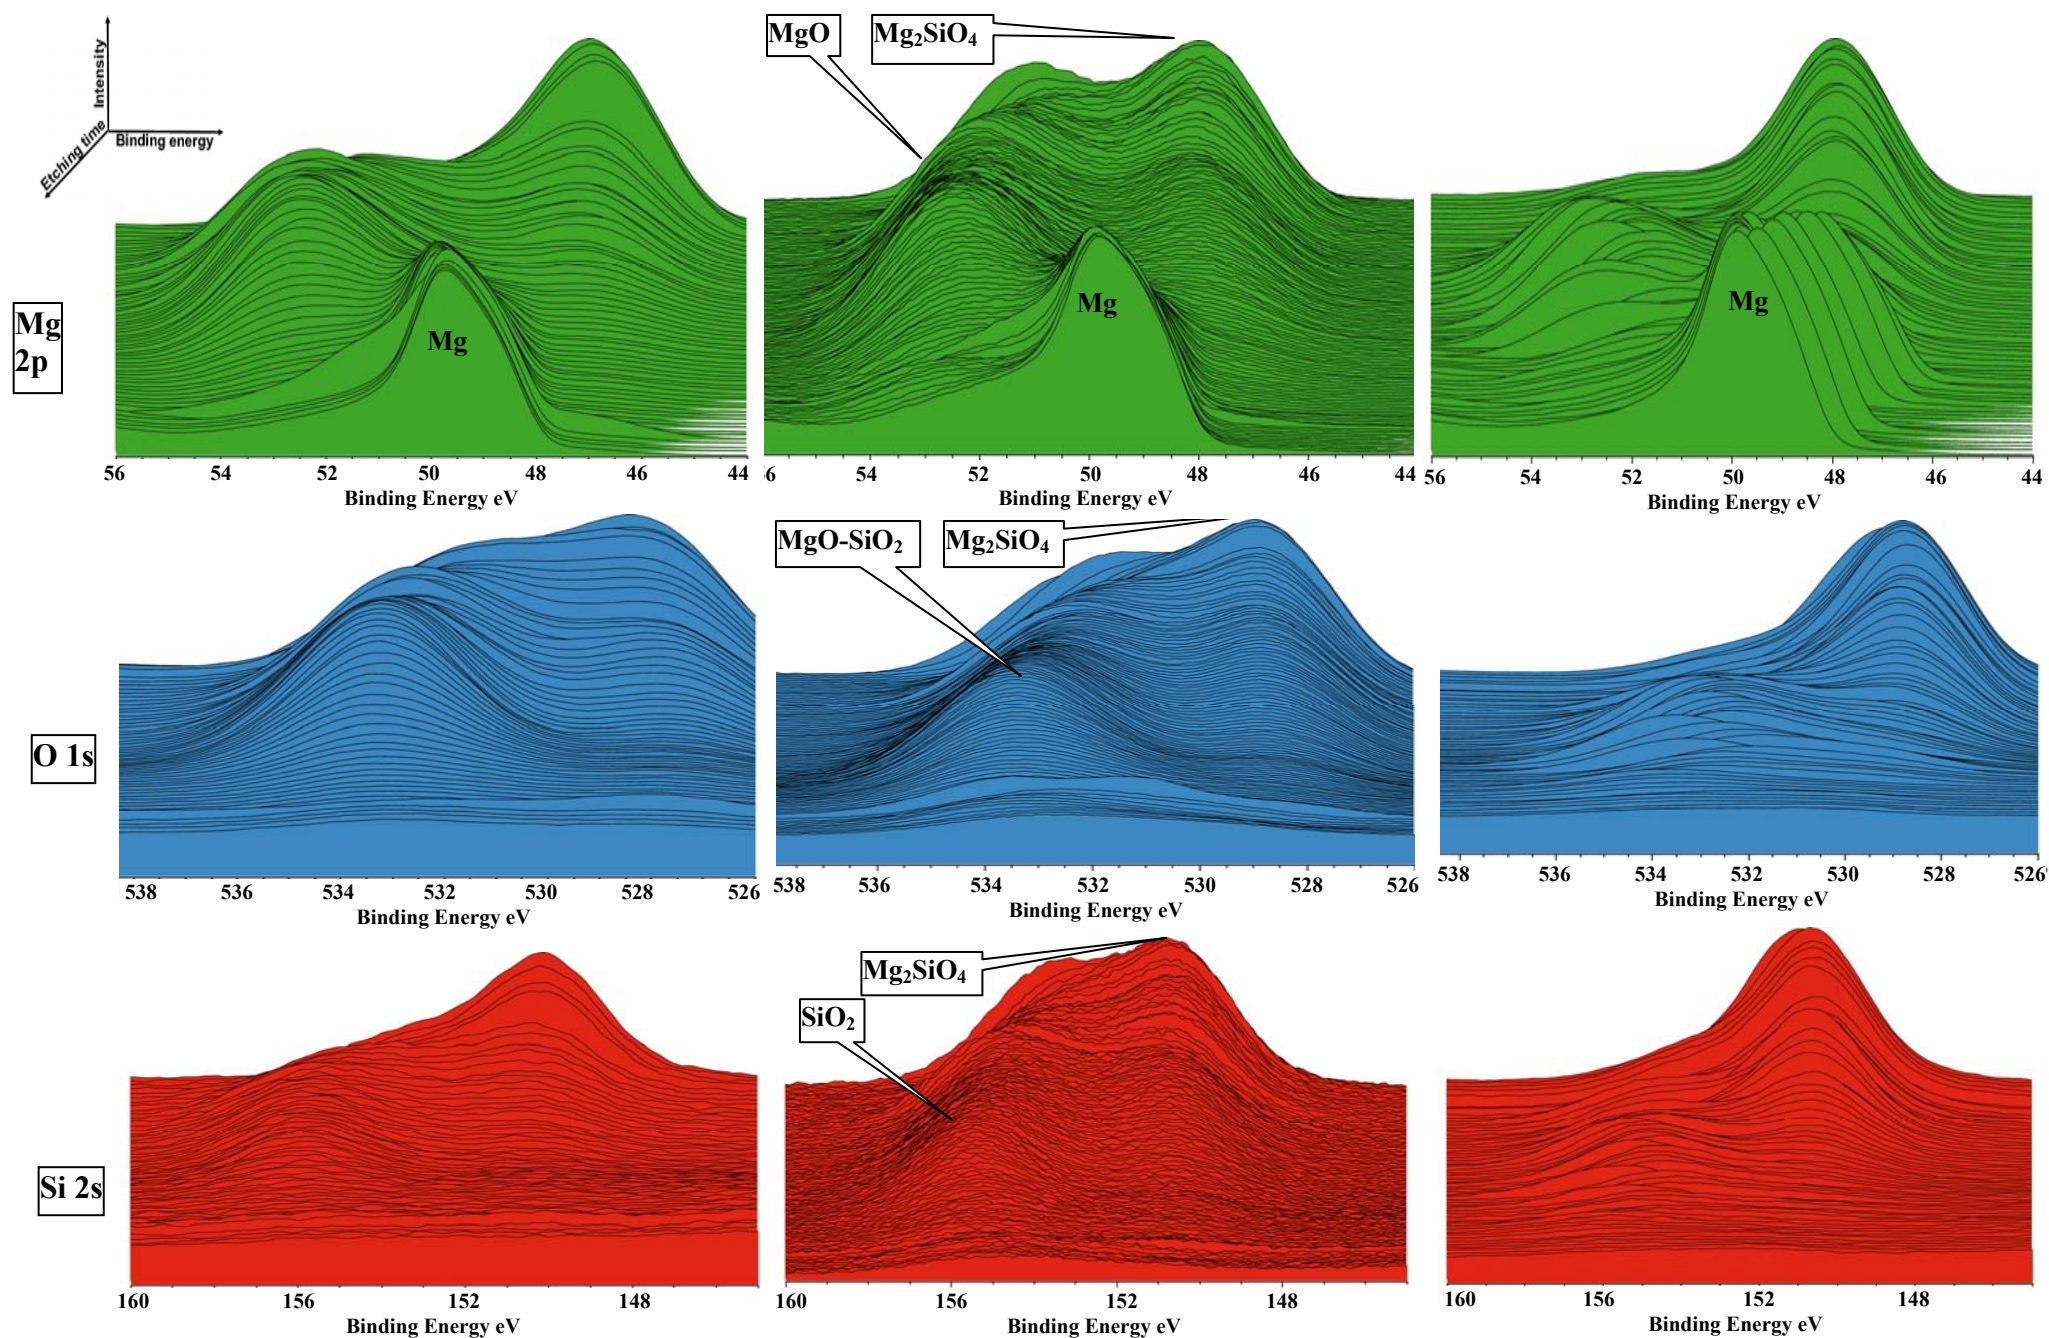 Intensity
Etching time
Binding energy
MgO
Mg₂SiO₄
Mg
2p
Mg
Mg
Mg
56 54 52 50 48 46 44
Binding Energy eV
6 54 52 50 48 46 44
Binding Energy eV
56 54 52 50 48 46 44
Binding Energy eV
MgO-SiO₂
Mg₂SiO₄
O 1s
538 536 534 532 530 528 526
Binding Energy eV
538 536 534 532 530 528 526
Binding Energy eV
538 536 534 532 530 528 526
Binding Energy eV
Mg₂SiO₄
SiO₂
Si 2s
160 156 152 148
Binding Energy eV
160 156 152 148
Binding Energy eV
160 156 152 148
Binding Energy eV